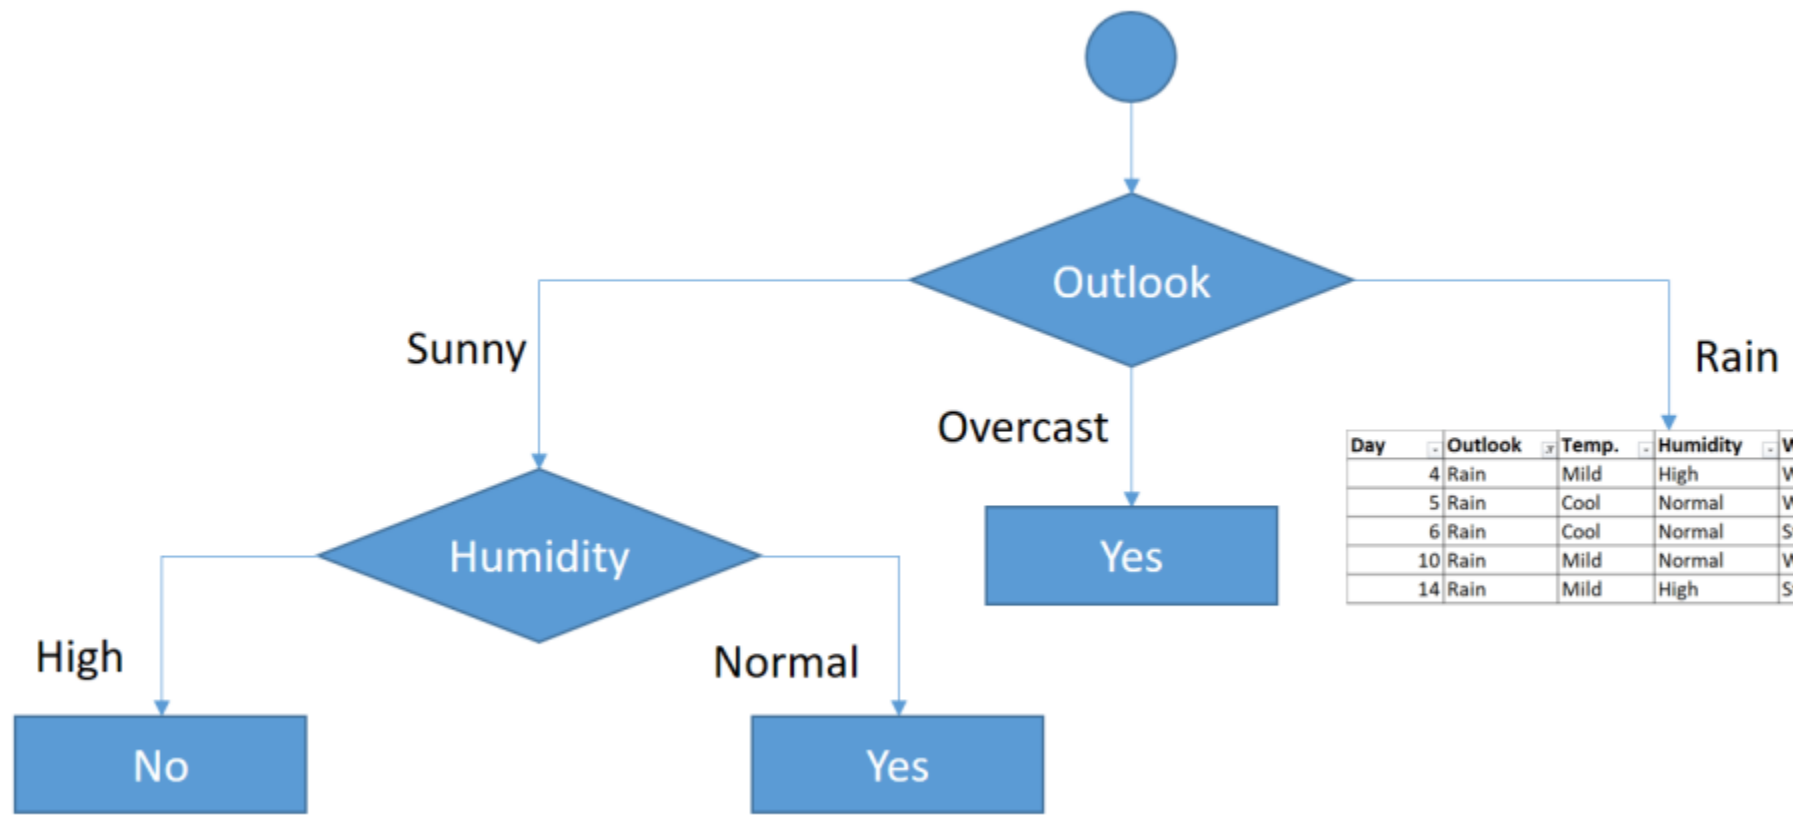 Outlook
Sunny
Rain
Overcast
Day Outlook Temp. Humidity
4 Rain Mild High
5 Rain Cool Normal
6 Rain Cool Normal
10 Rain Mild Normal
14 Rain Mild High
Humidity
Yes
High
Normal
No
Yes